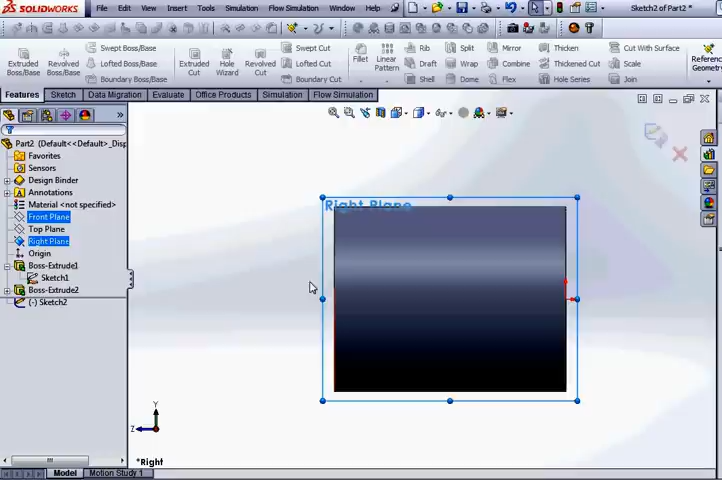 SOLIDWORKS
File Edit View Insert Tools Simulation Window Help
Sketch2 of Part2 *
Extruded Boss/Base
Revolved Boss/Base
Swept Boss/Base
Lofted Boss/Base
Boundary Boss/Base
Extruded Cut
Hole Wizard
Revolved Cut
Swept Cut
Lofted Cut
Boundary Cut
Fillet
Linear Pattern
Rib
Draft
Shell
Split
Wrap
Dome
Mirror
Combine
Flex
Thicken
Thickened Cut
Hole Series
Cut With Surface
Intersect
Join
Reference Geometry
Features Sketch Data Migration Evaluate Office Products Simulation Flow Simulation
Part2 (Default<<Default>_Disp
Favorites
Sensors
Design Binder
Annotations
Material <not specified>
Front Plane
Top Plane
Right Plane
Origin
Boss-Extrude1
Sketch1
Boss-Extrude2
(-) Sketch2
Right Plane
Y
Z
*Right
Model Motion Study 1